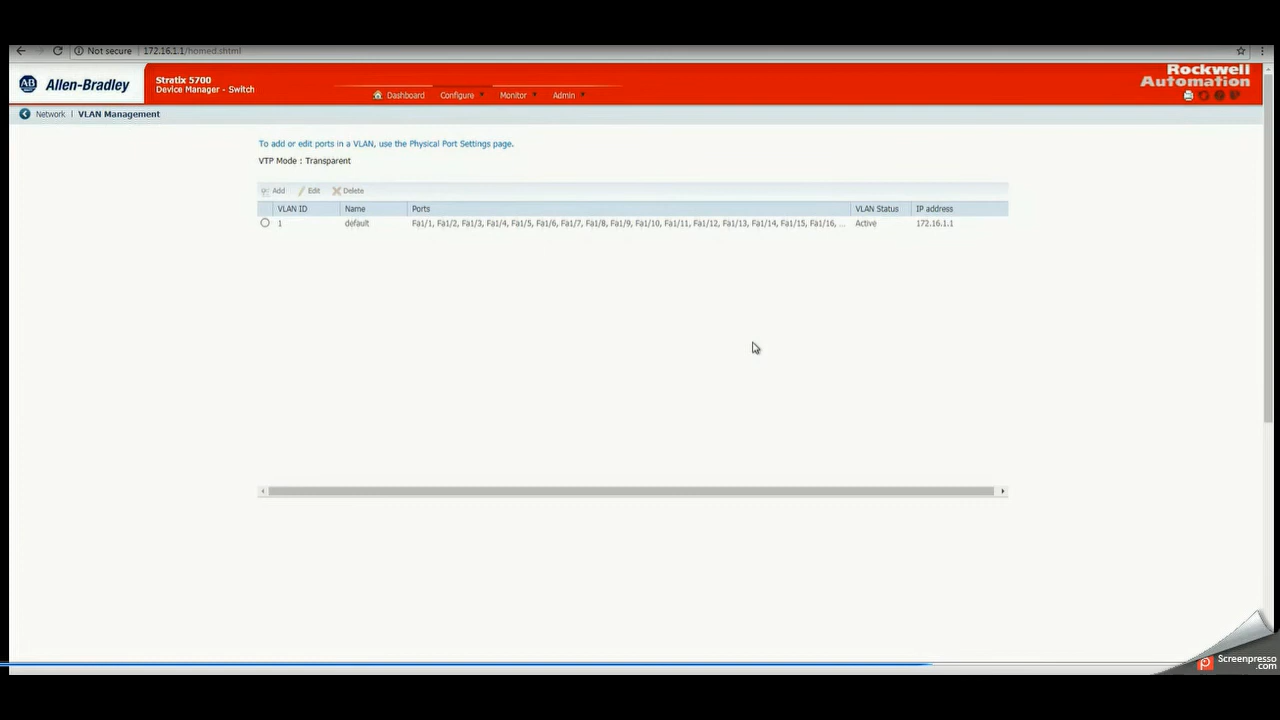 Not secure 172.16.1.1/homed.shtml
AB Allen-Bradley
Stratix 5700
Device Manager - Switch
Dashboard Configure Monitor Admin
Rockwell
Automation
Network | VLAN Management
To add or edit ports in a VLAN, use the Physical Port Settings page.
VTP Mode : Transparent
Add Edit Delete
VLAN ID Name Ports VLAN Status IP address
1 default Fa1/1, Fa1/2, Fa1/3, Fa1/4, Fa1/5, Fa1/6, Fa1/7, Fa1/8, Fa1/9, Fa1/10, Fa1/11, Fa1/12, Fa1/13, Fa1/14, Fa1/15, Fa1/16, ... Active 172.16.1.1
Screenpresso
.com